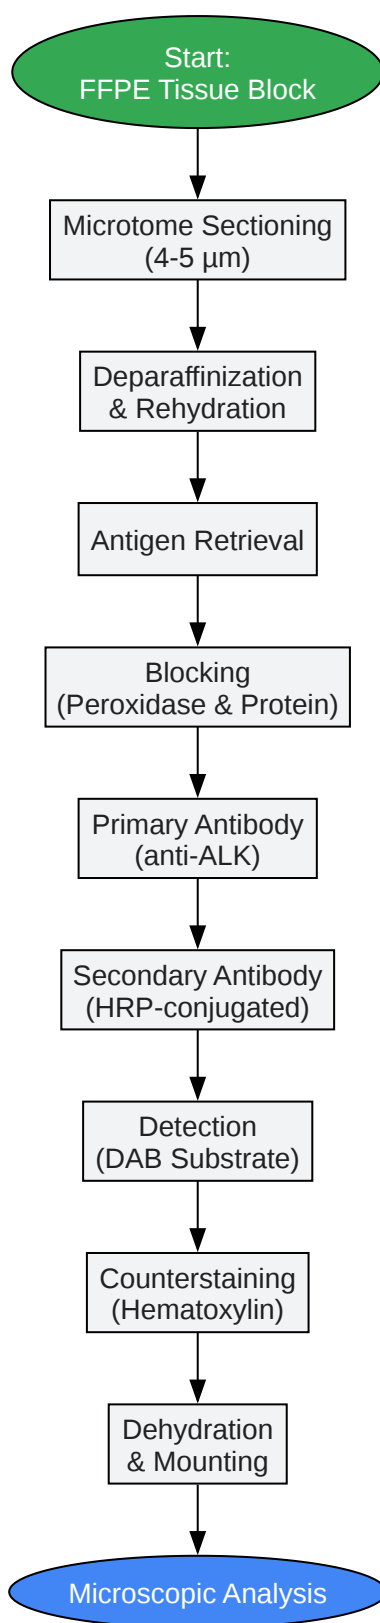 Start:
FFPE Tissue Block
Microtome Sectioning
(4-5 µm)
Deparaffinization
& Rehydration
Antigen Retrieval
Blocking
(Peroxidase & Protein)
Primary Antibody
(anti-ALK)
Secondary Antibody
(HRP-conjugated)
Detection
(DAB Substrate)
Counterstaining
(Hematoxylin)
Dehydration
& Mounting
Microscopic Analysis